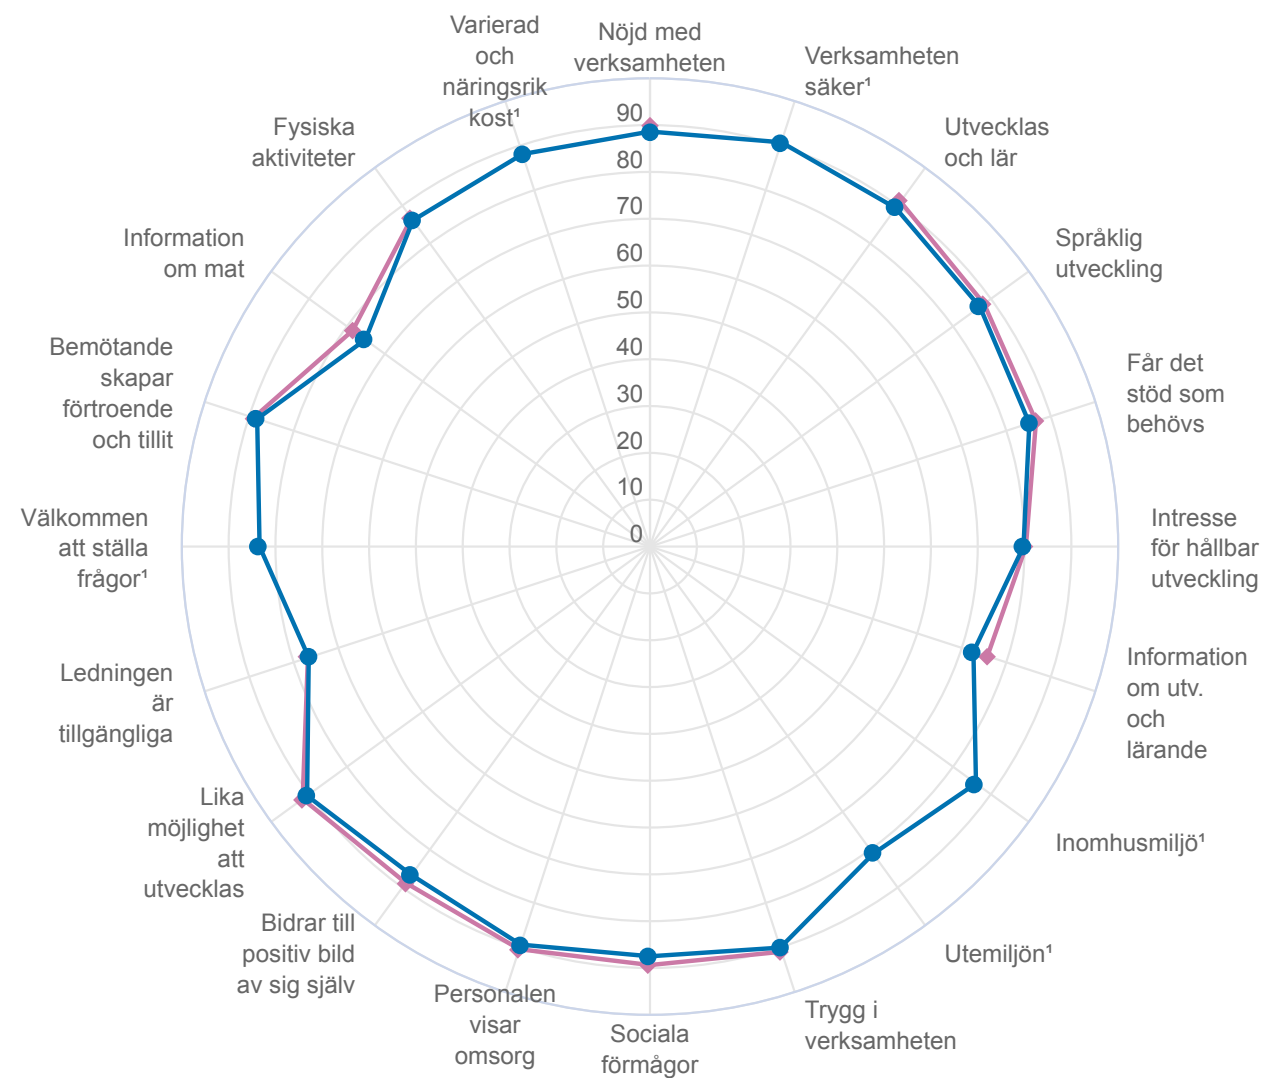 Nöjd med
verksamheten
Verksamheten
säker¹
Utvecklas
och lär
Språklig
utveckling
Får det
stöd som
behövs
Intresse
för hållbar
utveckling
Information
om utv.
och
lärande
Inomhusmiljö¹
Utemiljön¹
Trygg i
verksamheten
Sociala
förmågor
Personalen
visar
omsorg
Bidrar till
positiv bild
av sig själv
Lika
möjlighet
att
utvecklas
Ledningen
är
tillgängliga
Välkommen
att ställa
frågor¹
Bemötande
skapar
förtroende
och tillit
Information
om mat
Fysiska
aktiviteter
Varierad
och
näringsrik
kost¹
90
80
70
60
50
40
30
20
10
0